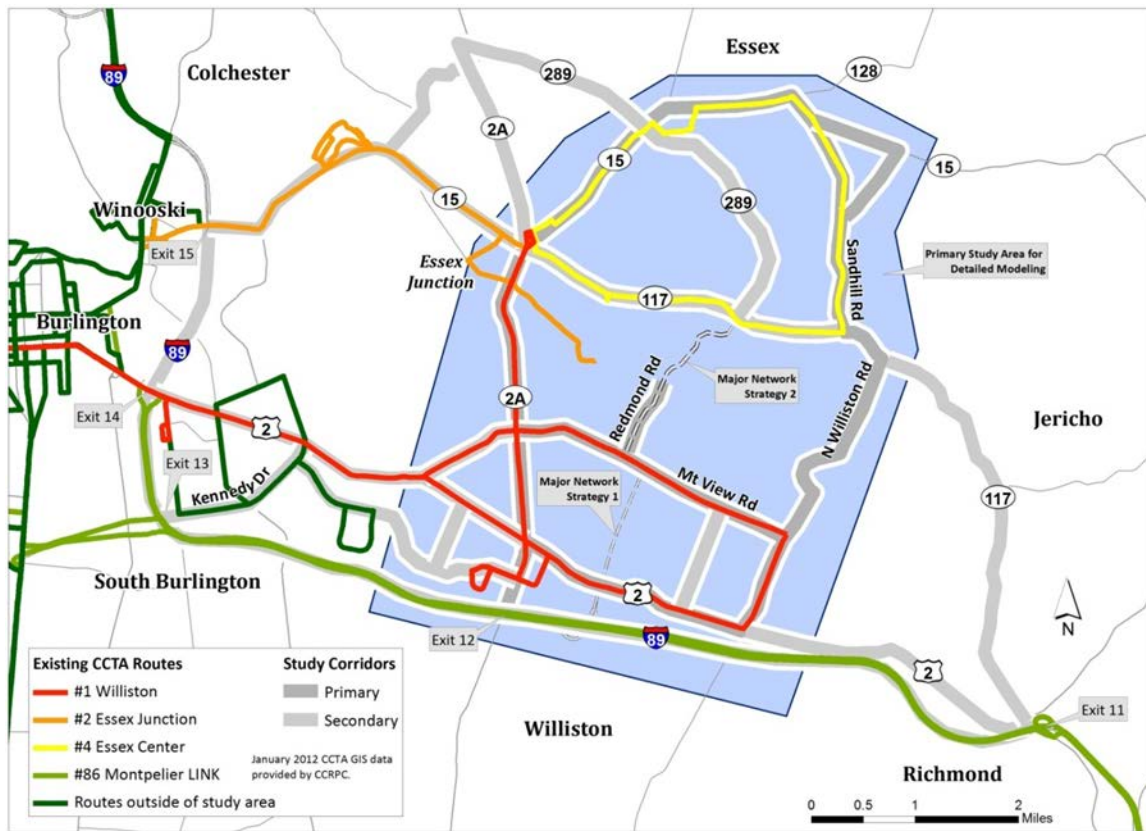 Essex
Colchester
89
289
128
2A
15
15
15
289
Winooski
Exit 15
Essex
Junction
Primary Study Area for
Detailed Modeling
Sandhill Rd
117
Burlington
89
Redmond Rd
Major Network
Strategy 2
N Williston Rd
2A
Exit 14
2
Jericho
Exit 13
Kennedy Dr
Mt View Rd
Major Network
Strategy 1
117
South Burlington
2
N
Exit 12
89
2
Existing CCTA Routes
#1 Williston
#2 Essex Junction
#4 Essex Center
#86 Montpelier LINK
Routes outside of study area
Study Corridors
Primary
Secondary
January 2012 CCTA GIS data
provided by CCRPC.
Williston
Exit 11
Richmond
0 0.5 1 2
Miles